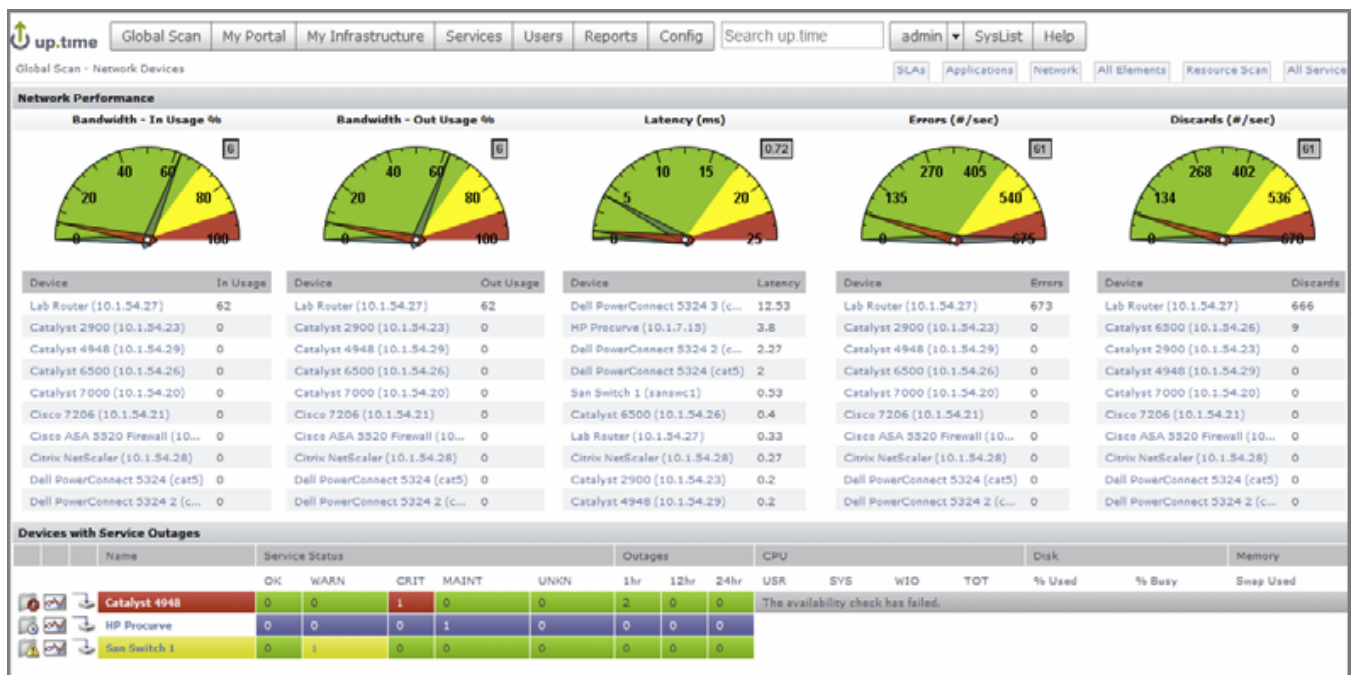 up.time Global Scan My Portal My Infrastructure Services Users Reports Config Search up.time admin SysList Help
Global Scan - Network Devices SLAs Applications Network All Elements Resource Scan All Service
Network Performance
Bandwidth - In Usage % Bandwidth - Out Usage % Latency (ms) Errors (#/sec) Discards (#/sec)
6 6 0.72 61 61
0 20 40 60 80 100
0 20 40 60 80 100
0 5 10 15 20 25
0 135 270 405 540 675
0 134 268 402 536 670
Device In Usage Device Out Usage Device Latency Device Errors Device Discards
Lab Router (10.1.54.27) 62 Lab Router (10.1.54.27) 62 Dell PowerConnect 5324 3 (c... 12.53 Lab Router (10.1.54.27) 673 Lab Router (10.1.54.27) 666
Catalyst 2900 (10.1.54.23) 0 Catalyst 2900 (10.1.54.23) 0 HP Procurve (10.1.7.15) 3.8 Catalyst 2900 (10.1.54.23) 0 Catalyst 6500 (10.1.54.26) 9
Catalyst 4948 (10.1.54.29) 0 Catalyst 4948 (10.1.54.29) 0 Dell PowerConnect 5324 2 (c... 2.27 Catalyst 4948 (10.1.54.29) 0 Catalyst 2900 (10.1.54.23) 0
Catalyst 6500 (10.1.54.26) 0 Catalyst 6500 (10.1.54.26) 0 Dell PowerConnect 5324 (cat5) 2 Catalyst 6500 (10.1.54.26) 0 Catalyst 4948 (10.1.54.29) 0
Catalyst 7000 (10.1.54.20) 0 Catalyst 7000 (10.1.54.20) 0 San Switch 1 (sanswc1) 0.53 Catalyst 7000 (10.1.54.20) 0 Catalyst 7000 (10.1.54.20) 0
Cisco 7206 (10.1.54.21) 0 Cisco 7206 (10.1.54.21) 0 Catalyst 6500 (10.1.54.26) 0.4 Cisco 7206 (10.1.54.21) 0 Cisco 7206 (10.1.54.21) 0
Cisco ASA 5520 Firewall (10... 0 Cisco ASA 5520 Firewall (10... 0 Lab Router (10.1.54.27) 0.33 Cisco ASA 5520 Firewall (10... 0 Cisco ASA 5520 Firewall (10... 0
Citrix NetScaler (10.1.54.28) 0 Citrix NetScaler (10.1.54.28) 0 Citrix NetScaler (10.1.54.28) 0.27 Citrix NetScaler (10.1.54.28) 0 Citrix NetScaler (10.1.54.28) 0
Dell PowerConnect 5324 (cat5) 0 Dell PowerConnect 5324 (cat5) 0 Catalyst 2900 (10.1.54.23) 0.2 Dell PowerConnect 5324 (cat5) 0 Dell PowerConnect 5324 (cat5) 0
Dell PowerConnect 5324 2 (c... 0 Dell PowerConnect 5324 2 (c... 0 Catalyst 4948 (10.1.54.29) 0.2 Dell PowerConnect 5324 2 (c... 0 Dell PowerConnect 5324 2 (c... 0
Devices with Service Outages
Name Service Status Outages CPU Disk Memory
OK WARN CRIT MAINT UNKN 1hr 12hr 24hr USR SYS WIO TOT % Used % Busy Swap Used
Catalyst 4948 0 0 1 0 0 2 0 0 The availability check has failed.
HP Procurve 0 0 0 1 0 0 0 0
San Switch 1 0 1 0 0 0 0 0 0